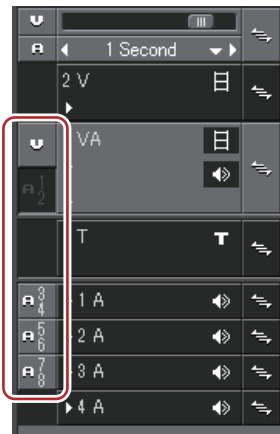 V
A 1 Second
2 V
V VA
A 1 2
T T
A 3 4 1 A
A 5 6 2 A
A 7 8 3 A
4 A